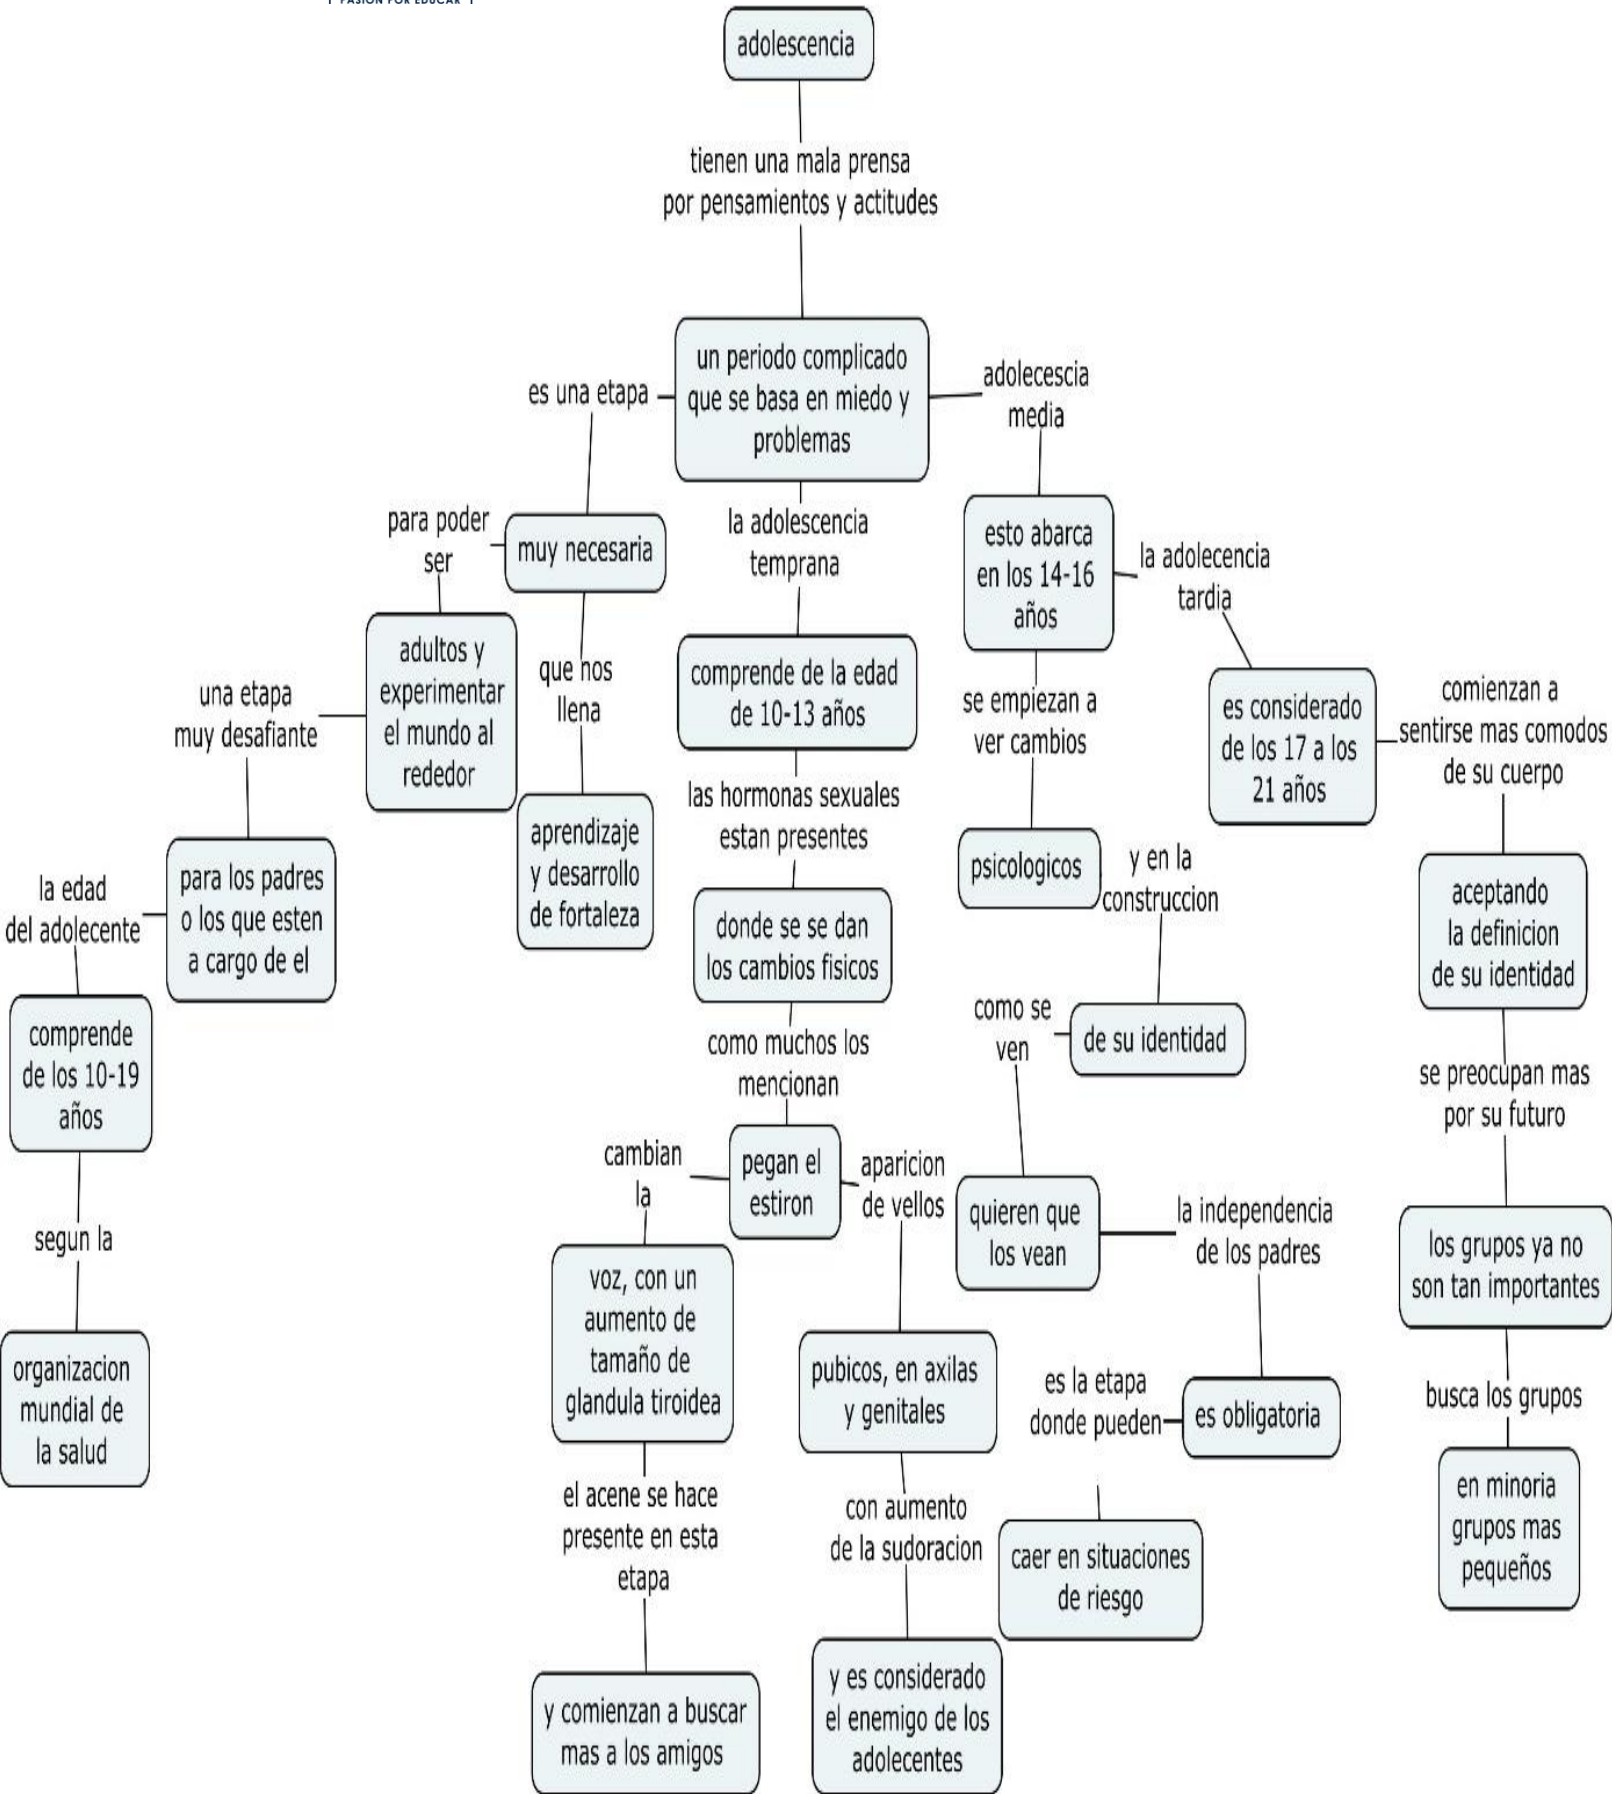 PASIÓN POR EDUCAR
adolescencia
tienen una mala prensa
por pensamientos y actitudes
un periodo complicado
que se basa en miedo y
problemas
es una etapa
muy necesaria
para poder
ser
adultos y
experimentar
el mundo al
rededor
una etapa
muy desafiante
para los padres
o los que esten
a cargo de el
la edad
del adolecente
comprende
de los 10-19
años
segun la
organizacion
mundial de
la salud
que nos
llena
aprendizaje
y desarrollo
de fortaleza
la adolescencia
temprana
comprende de la edad
de 10-13 años
las hormonas sexuales
estan presentes
donde se se dan
los cambios fisicos
como muchos los
mencionan
pegan el
estiron
cambian
la
voz, con un
aumento de
tamaño de
glandula tiroidea
el acene se hace
presente en esta
etapa
y comienzan a buscar
mas a los amigos
aparicion
de vellos
pubicos, en axilas
y genitales
con aumento
de la sudoracion
y es considerado
el enemigo de los
adolecentes
adolecescia
media
esto abarca
en los 14-16
años
se empiezan a
ver cambios
psicologicos
y en la
construccion
de su identidad
como se
ven
quieren que
los vean
la independencia
de los padres
es obligatoria
es la etapa
donde pueden
caer en situaciones
de riesgo
la adolecencia
tardia
es considerado
de los 17 a los
21 años
comienzan a
sentirse mas comodos
de su cuerpo
aceptando
la definicion
de su identidad
se preocupan mas
por su futuro
los grupos ya no
son tan importantes
busca los grupos
en minoria
grupos mas
pequeños